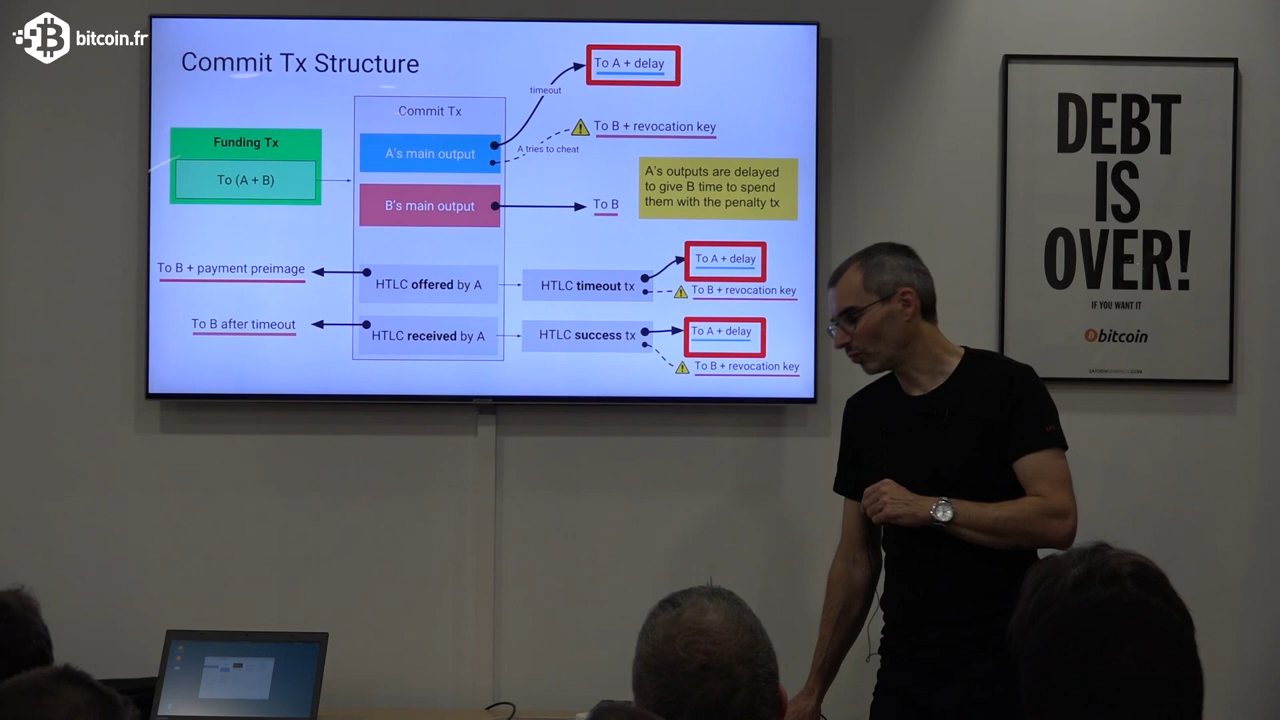 bitcoin.fr
Commit Tx Structure
To A + delay
timeout
Commit Tx
Funding Tx
To (A + B)
A's main output
To B + revocation key
A tries to cheat
B's main output
To B
A's outputs are delayed
to give B time to spend
them with the penalty tx
To B + payment preimage
HTLC offered by A
HTLC timeout tx
To A + delay
To B + revocation key
To B after timeout
HTLC received by A
HTLC success tx
To A + delay
To B + revocation key
DEBT
IS
OVER!
IF YOU WANT IT
bitcoin